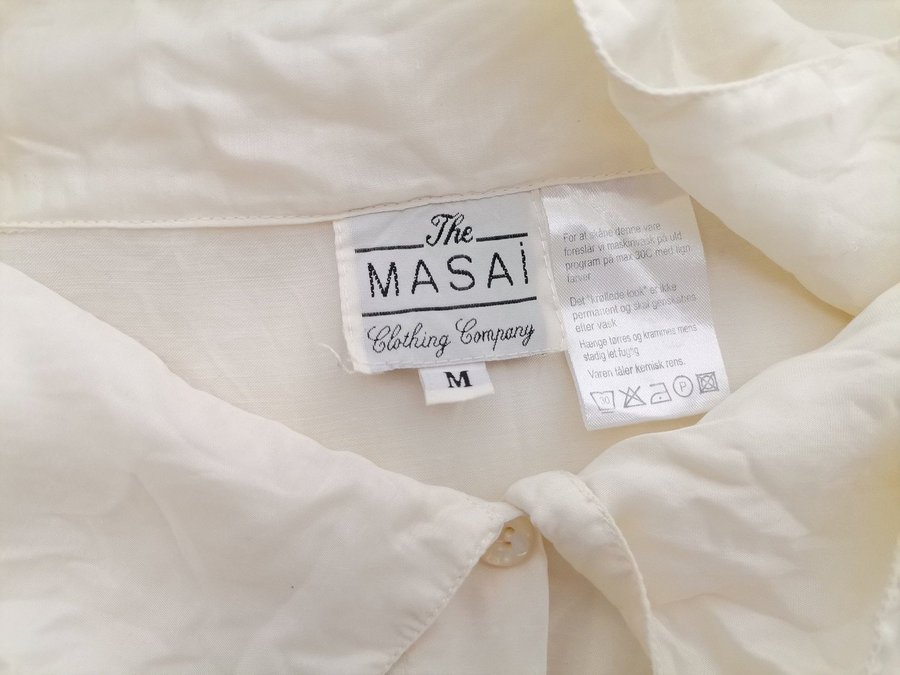 The
MASAi
Clothing Company
M
For at skåne denne vare
foreslår vi maskinvask på uld
program på max 30C med lign
farver
Det "krøllede look" er ikke
permanent og skal genskabes
efter vask
Hænge tørres og krammes mens
stadig let fugtig
Varen tåler kemisk rens.
30 P